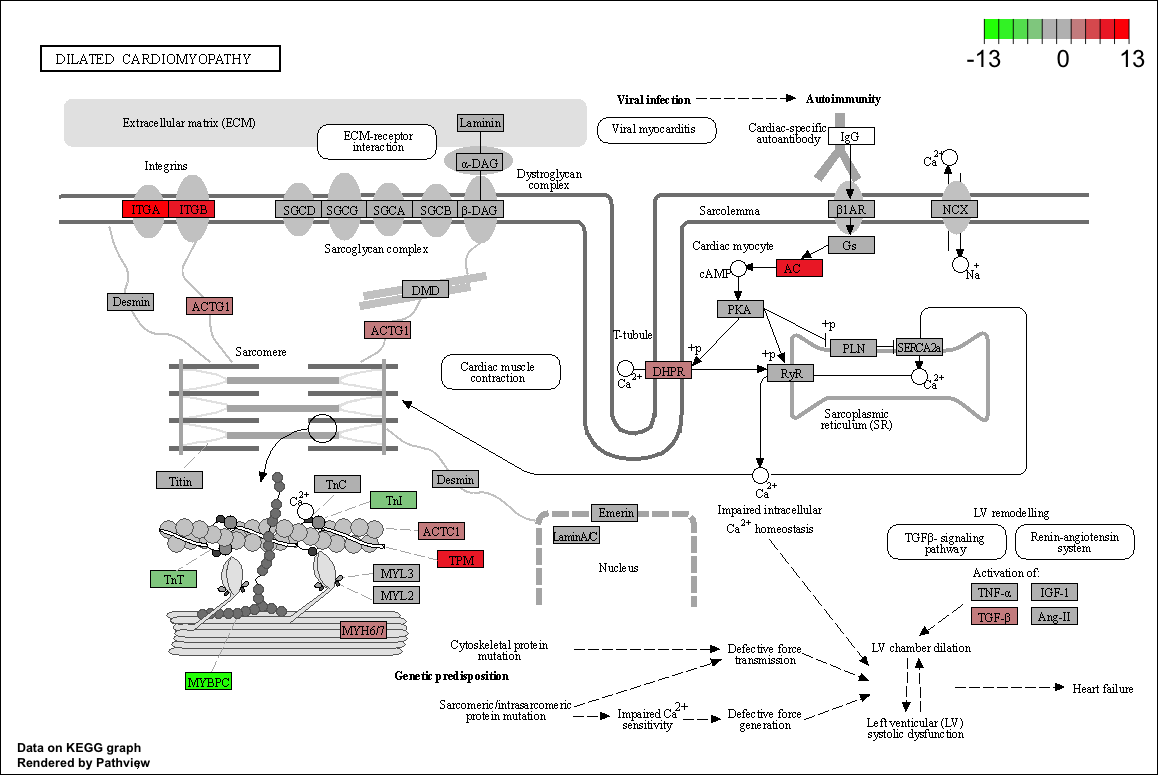 -13 0 13
DILATED CARDIOMYOPATHY
Viral infection
Autoimmunity
Extracellular matrix (ECM)
ECM-receptor
interaction
Laminin
α-DAG
Dystroglycan
complex
Viral myocarditis
Cardiac-specific
autoantibody
IgG
Ca2+
Integrins
ITGA
ITGB
SGCD
SGCG
SGCA
SGCB
β-DAG
Sarcolemma
β1AR
NCX
Sarcoglycan complex
Cardiac myocyte
Gs
cAMP
AC
Na+
Desmin
ACTG1
DMD
ACTG1
PKA
T-tubule
+p
+p
+p
PLN
SERCA2a
Sarcomere
Cardiac muscle
contraction
Ca2+
DHPR
RyR
Ca2+
Sarcoplasmic
reticulum (SR)
Titin
TnC
Desmin
Ca2+
Ca2+
TnI
Emerin
LaminA/C
Nucleus
Impaired intracellular
Ca2+ homeostasis
LV remodelling
TGFβ- signaling
pathway
Renin-angiotensin
system
ACTC1
TPM
TnT
MYL3
MYL2
Activation of:
TNF-α
IGF-1
TGF-β
Ang-II
MYH6/7
MYBPC
Cytoskeletal protein
mutation
Defective force
transmission
LV chamber dilation
Genetic predisposition
Sarcomeric/intrasarcomeric
protein mutation
Impaired Ca2+
sensitivity
Defective force
generation
Heart failure
Left venticular (LV)
systolic dysfunction
Data on KEGG graph
Rendered by Pathview